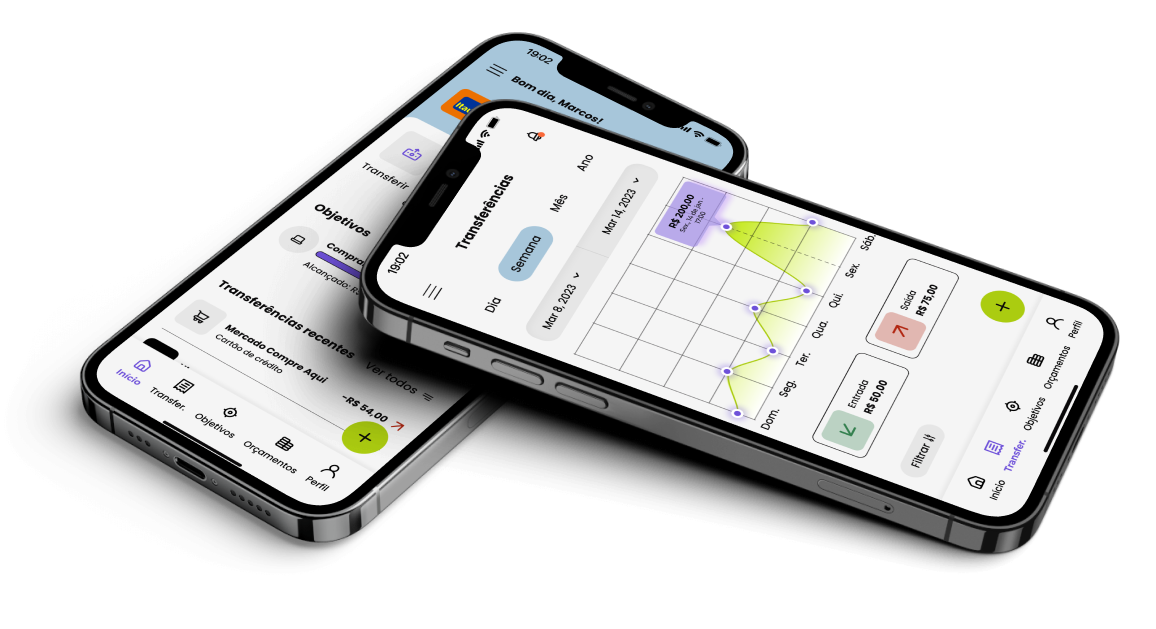 19:02
Bom dia, Marcos!
Itaú
Transferir
Objetivos
Alcançado: R$
Transferências recentes
Ver todos
Mercado Compre Aqui
Cartão de crédito
-R$ 54,00
+
Início
Transfer.
Objetivos
Orçamentos
Perfil
19:02
Transferências
Dia
Semana
Mês
Ano
Mar 8, 2023
Mar 14, 2023
R$ 200,00
Sex, 14 de jan -
17:00
Dom.
Seg.
Ter.
Qua.
Qui.
Sex.
Sáb.
Entrada
R$ 50,00
Saída
R$ 75,00
Filtrar
+
Início
Transfer.
Objetivos
Orçamentos
Perfil